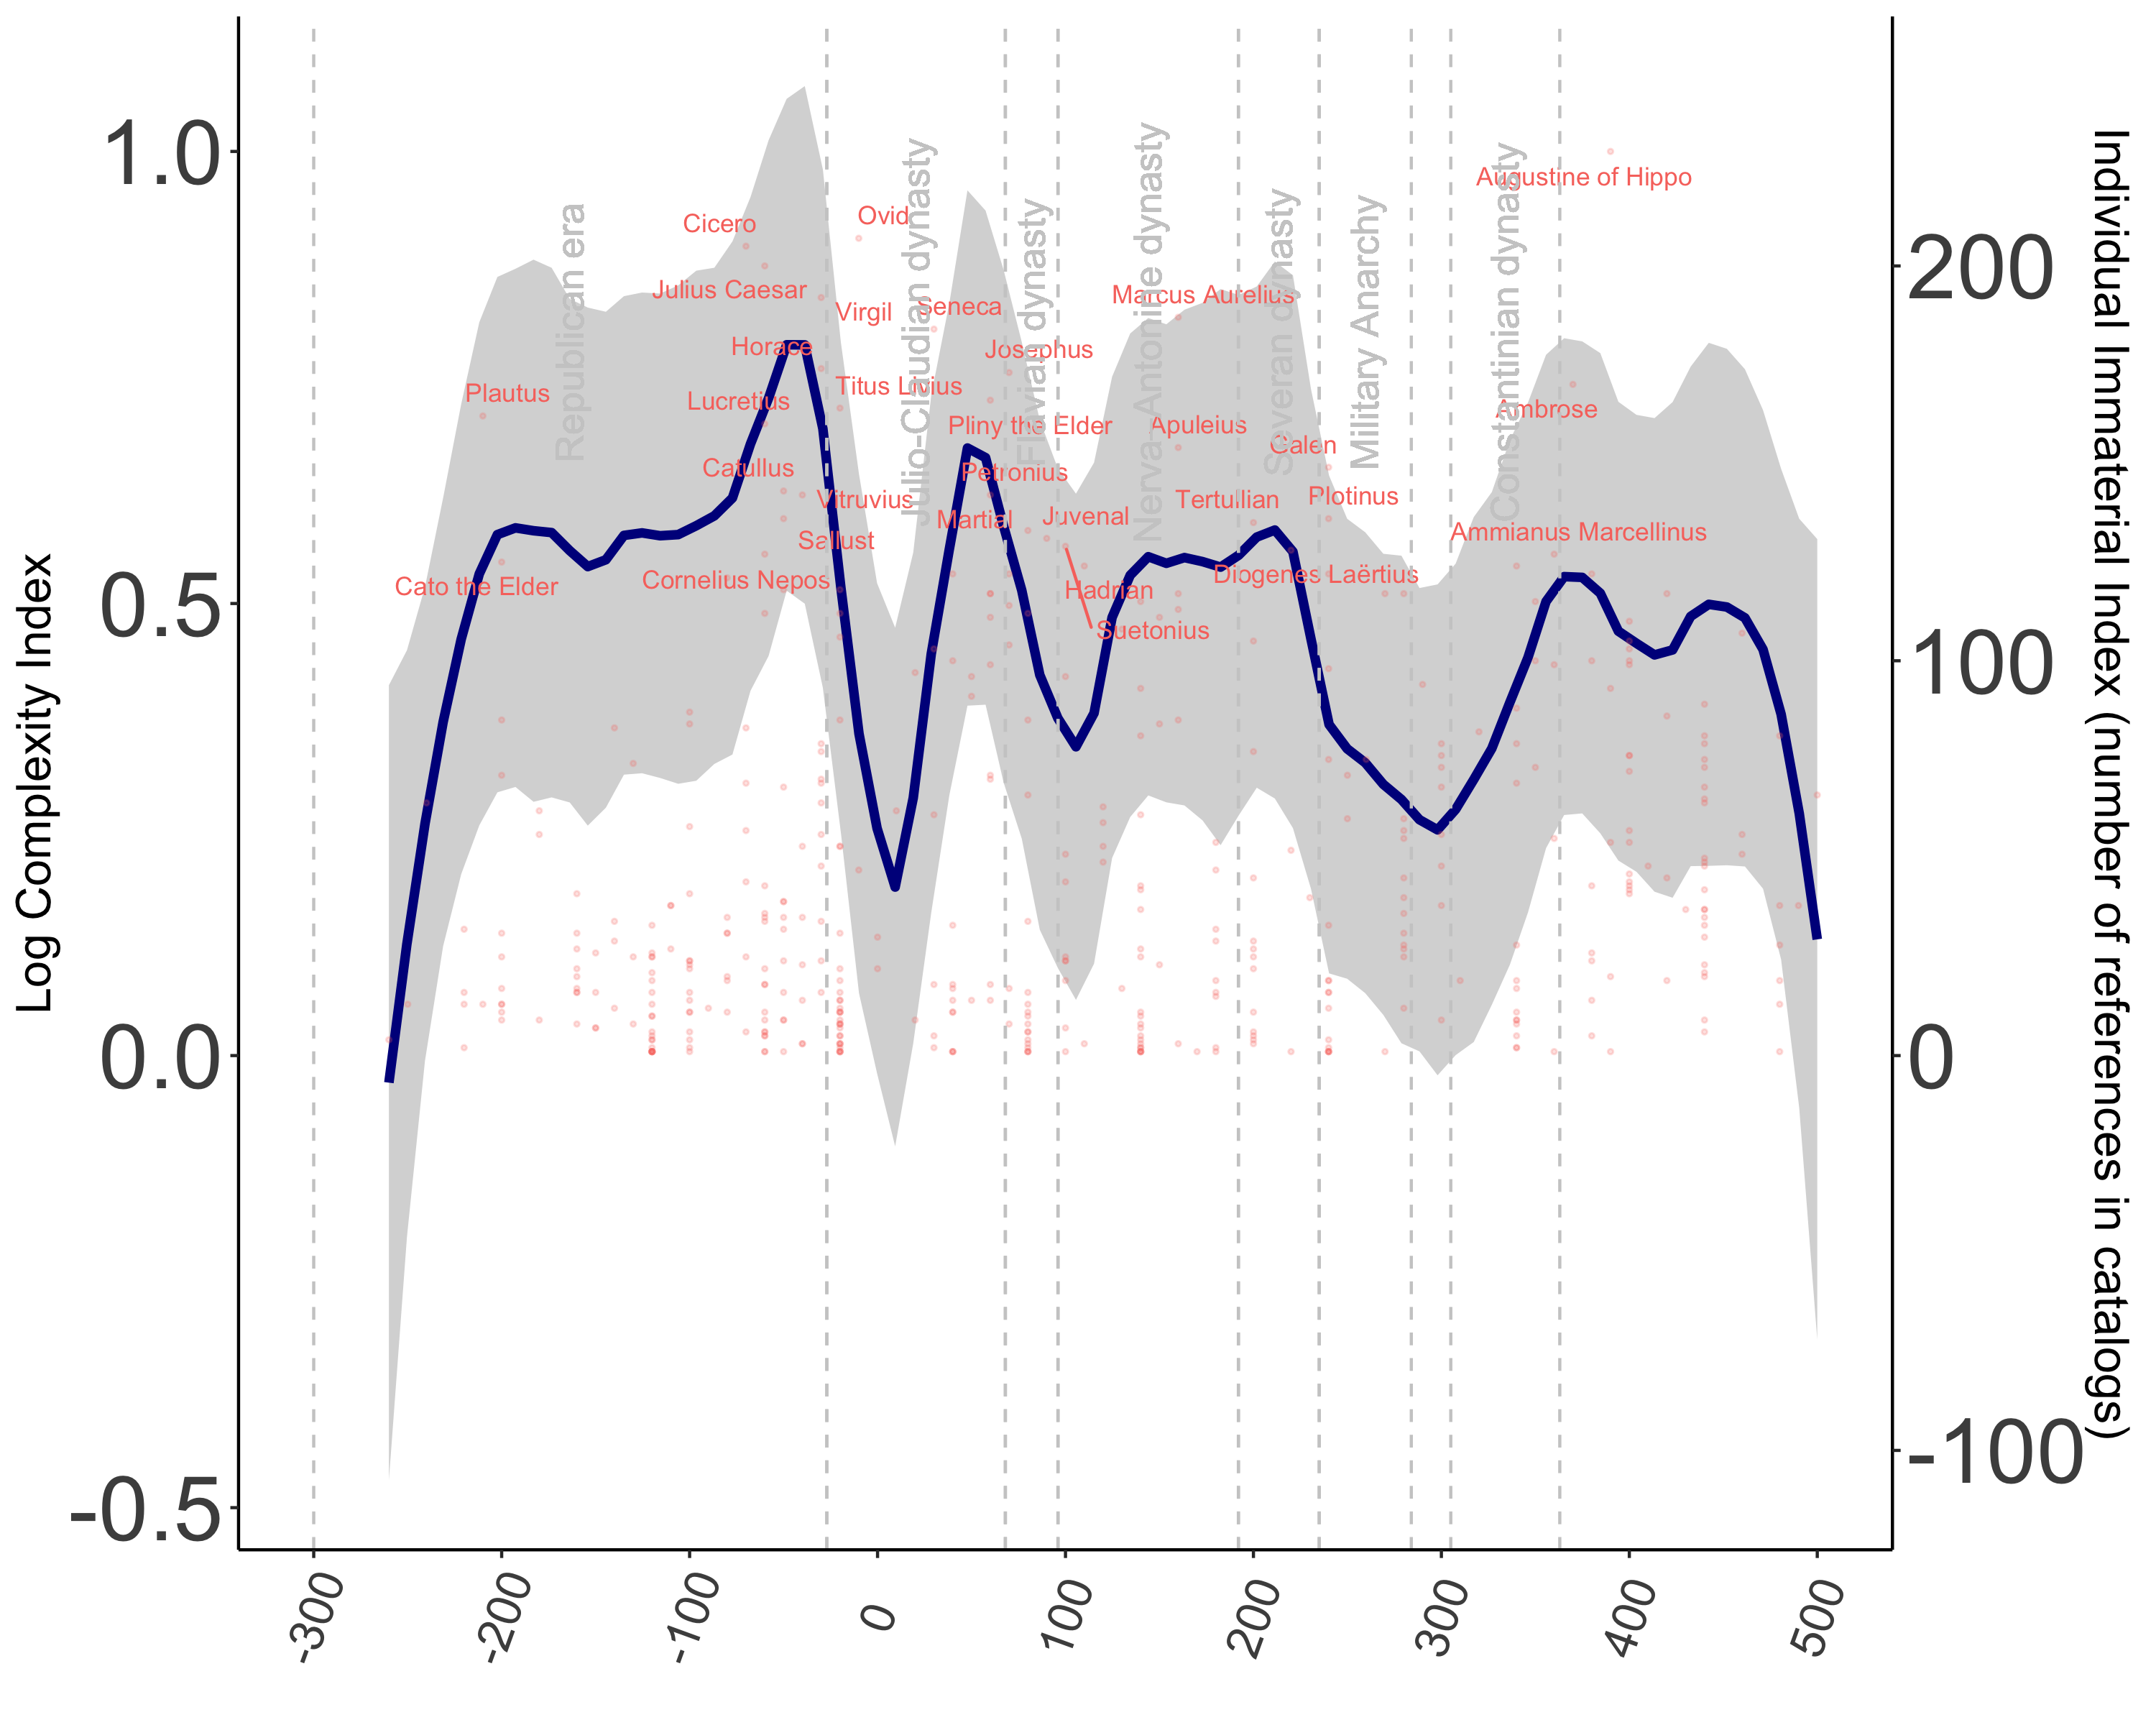 Log Complexity Index
1.0
0.5
0.0
-0.5
Individual Immaterial Index (number of references in catalogs)
200
100
0
-100
-300
-200
-100
0
100
200
300
400
500
Republican era
Julio-Claudian dynasty
Flavian dynasty
Nerva-Antonine dynasty
Severan dynasty
Military Anarchy
Constantinian dynasty
Augustine of Hippo
Ovid
Cicero
Julius Caesar
Marcus Aurelius
Seneca
Virgil
Horace
Josephus
Titus Livius
Plautus
Lucretius
Ambrose
Pliny the Elder
Apuleius
Galen
Catullus
Petronius
Vitruvius
Tertullian
Plotinus
Martial
Juvenal
Ammianus Marcellinus
Sallust
Diogenes Laërtius
Cornelius Nepos
Cato the Elder
Hadrian
Suetonius